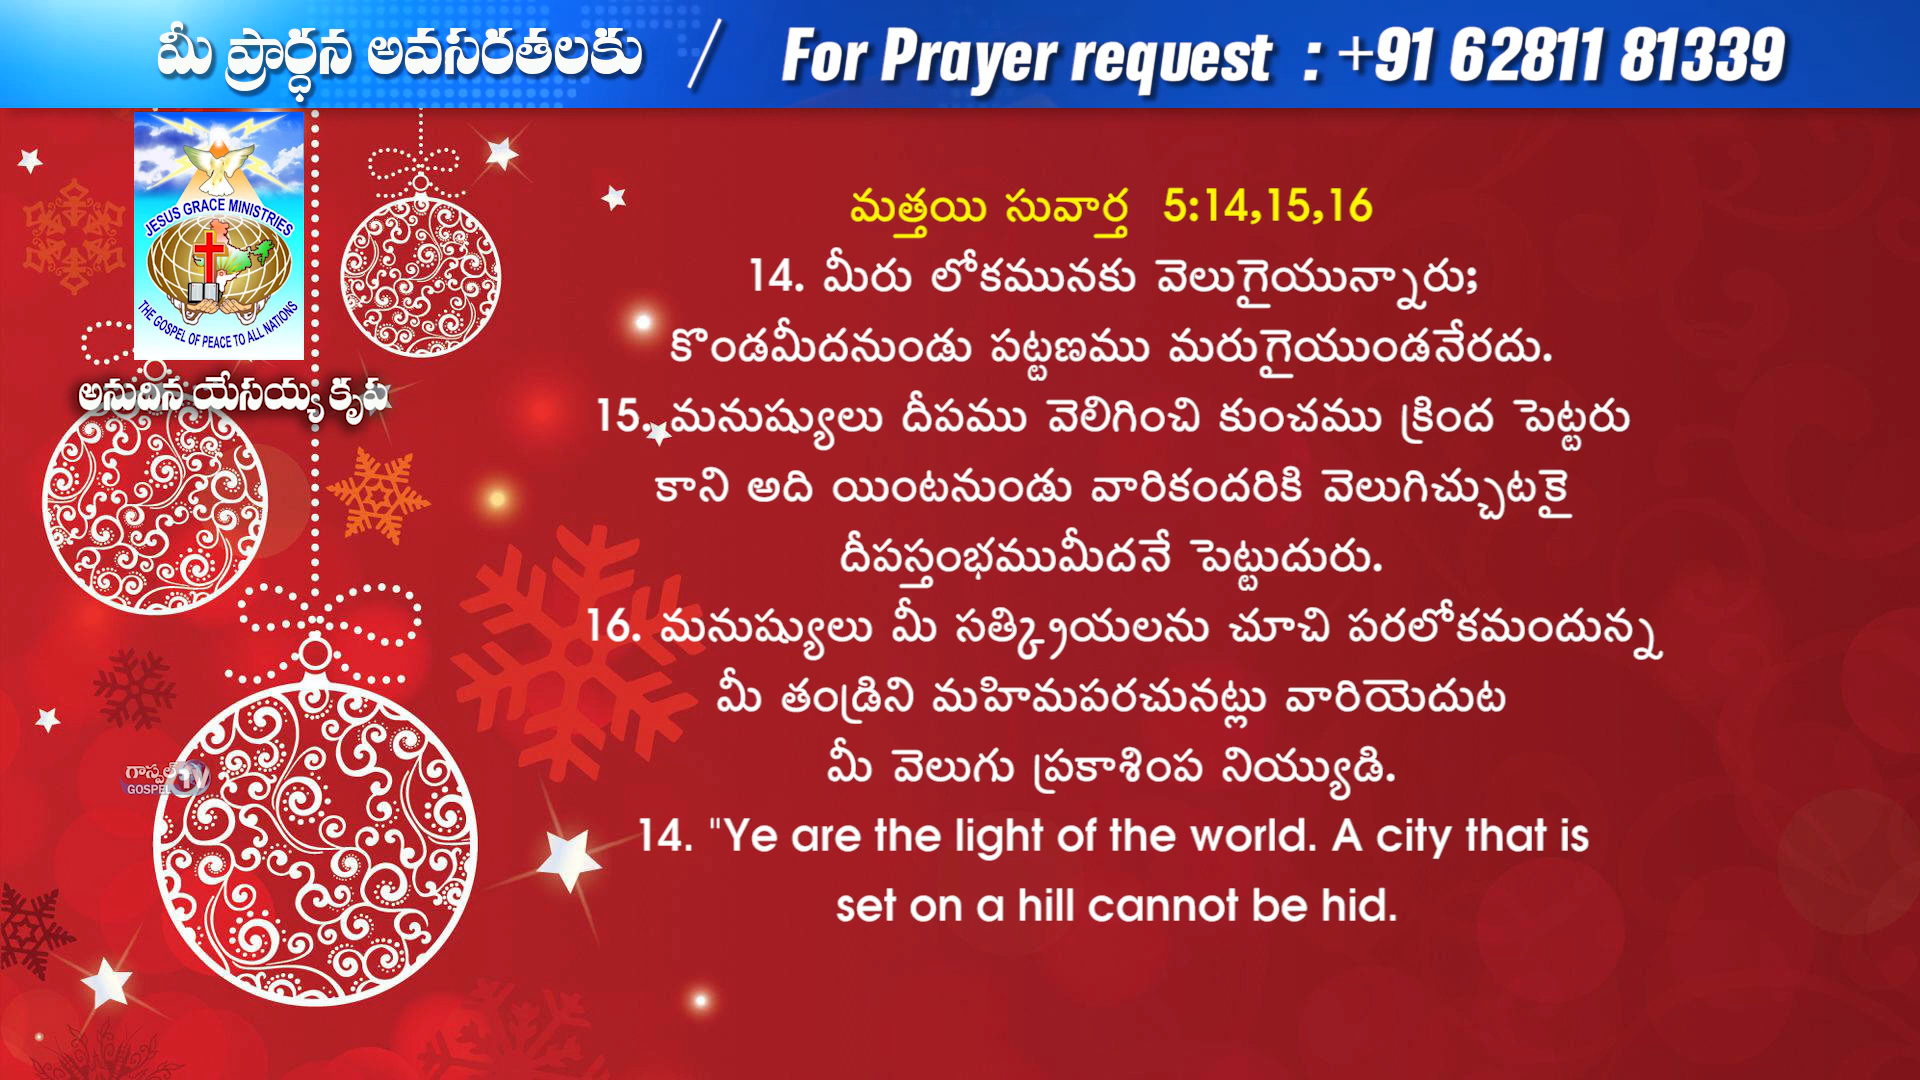 మీ ప్రార్ధన అవసరతలకు / For Prayer request : +91 62811 81339
JESUS GRACE MINISTRIES
THE GOSPEL OF PEACE TO ALL NATIONS
అనుదిన యేసయ్య కృప
మత్తయి సువార్త 5:14,15,16
14. మీరు లోకమునకు వెలుగైయున్నారు;
కొండమీదనుండు పట్టణము మరుగైయుండనేరదు.
15. మనుష్యులు దీపము వెలిగించి కుంచము క్రింద పెట్టరు
కాని అది యింటనుండు వారికందరికి వెలుగిచ్చుటకై
దీపస్తంభముమీదనే పెట్టుదురు.
16. మనుష్యులు మీ సత్క్రియలను చూచి పరలోకమందున్న
మీ తండ్రిని మహిమపరచునట్లు వారియెదుట
మీ వెలుగు ప్రకాశింప నియ్యుడి.
14. "Ye are the light of the world. A city that is
set on a hill cannot be hid.
గాస్పల్ TV
GOSPEL